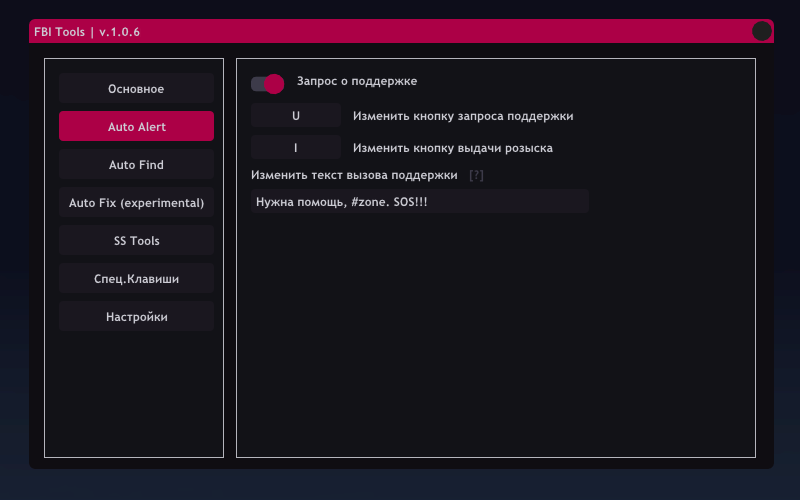 FBI Tools | v.1.0.6
Основное
Auto Alert
Auto Find
Auto Fix (experimental)
SS Tools
Спец.Клавиши
Настройки
Запрос о поддержке
U Изменить кнопку запроса поддержки
I Изменить кнопку выдачи розыска
Изменить текст вызова поддержки [?]
Нужна помощь, #zone. SOS!!!